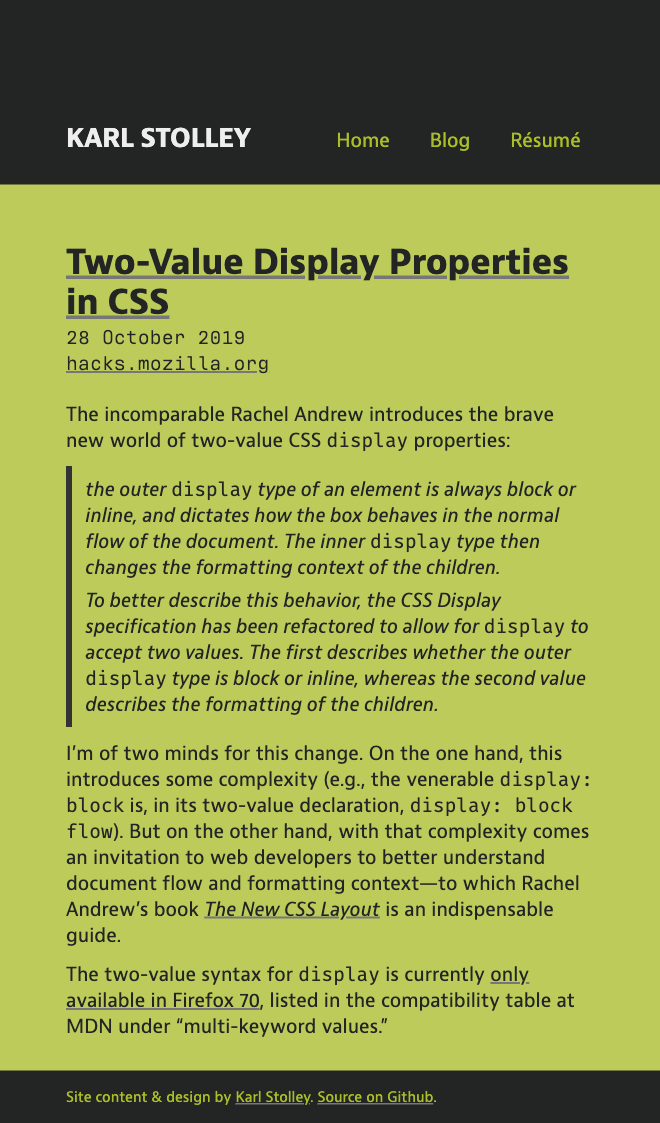 KARL STOLLEY
Home Blog Résumé
Two-Value Display Properties
in CSS
28 October 2019
hacks.mozilla.org
The incomparable Rachel Andrew introduces the brave
new world of two-value CSS display properties:
the outer display type of an element is always block or
inline, and dictates how the box behaves in the normal
flow of the document. The inner display type then
changes the formatting context of the children.
To better describe this behavior, the CSS Display
specification has been refactored to allow for display to
accept two values. The first describes whether the outer
display type is block or inline, whereas the second value
describes the formatting of the children.
I’m of two minds for this change. On the one hand, this
introduces some complexity (e.g., the venerable display:
block is, in its two-value declaration, display: block
flow). But on the other hand, with that complexity comes
an invitation to web developers to better understand
document flow and formatting context—to which Rachel
Andrew’s book The New CSS Layout is an indispensable
guide.
The two-value syntax for display is currently only
available in Firefox 70, listed in the compatibility table at
MDN under “multi-keyword values.”
Site content & design by Karl Stolley. Source on Github.